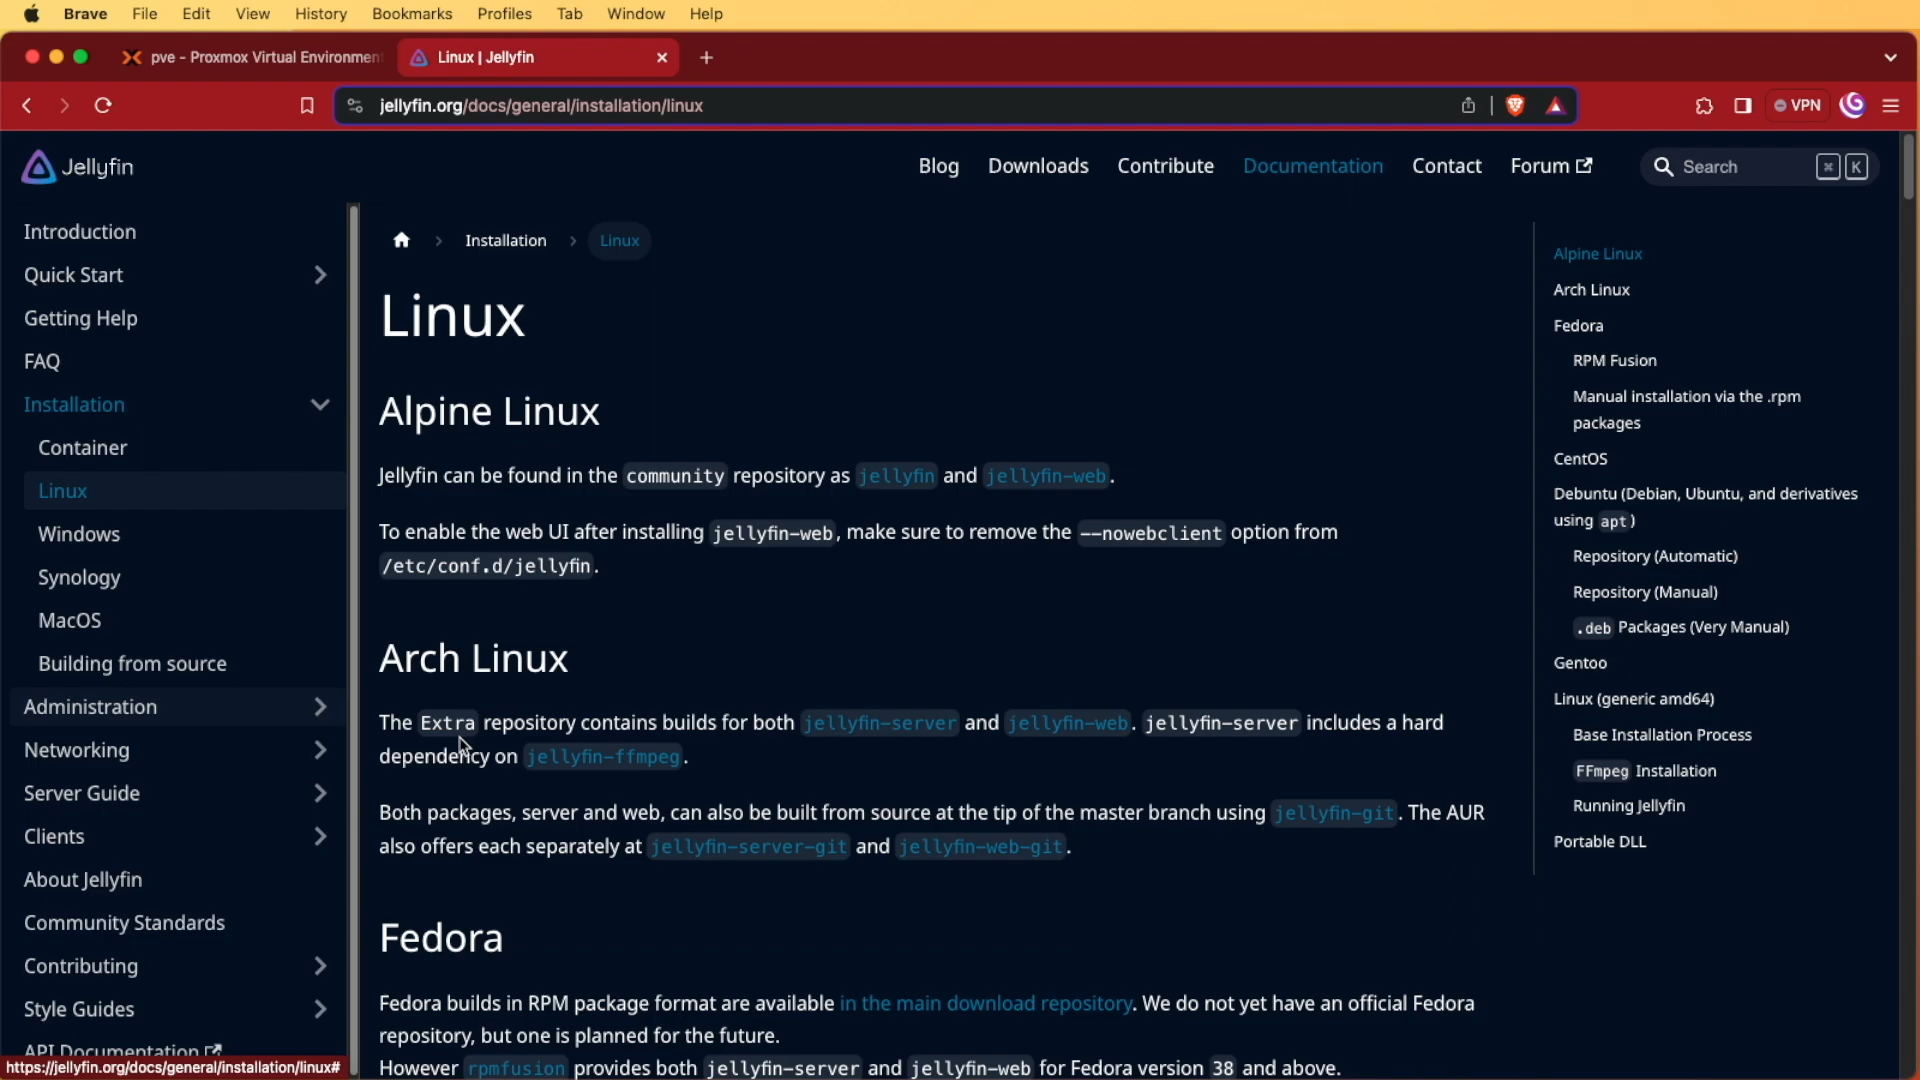 Brave File Edit View History Bookmarks Profiles Tab Window Help
pve - Proxmox Virtual Environmen
Linux | Jellyfin
jellyfin.org/docs/general/installation/linux
VPN
Jellyfin
Blog Downloads Contribute Documentation Contact Forum
Search ⌘ K
Introduction
Quick Start
Getting Help
FAQ
Installation
Container
Linux
Windows
Synology
MacOS
Building from source
Administration
Networking
Server Guide
Clients
About Jellyfin
Community Standards
Contributing
Style Guides
API Documentation
https://jellyfin.org/docs/general/installation/linux#
Installation > Linux
Linux
Alpine Linux
Jellyfin can be found in the community repository as jellyfin and jellyfin-web.
To enable the web UI after installing jellyfin-web, make sure to remove the --nowebclient option from
/etc/conf.d/jellyfin.
Arch Linux
The Extra repository contains builds for both jellyfin-server and jellyfin-web. jellyfin-server includes a hard
dependency on jellyfin-ffmpeg.
Both packages, server and web, can also be built from source at the tip of the master branch using jellyfin-git. The AUR
also offers each separately at jellyfin-server-git and jellyfin-web-git.
Fedora
Fedora builds in RPM package format are available in the main download repository. We do not yet have an official Fedora
repository, but one is planned for the future.
However rpmfusion provides both jellyfin-server and jellyfin-web for Fedora version 38 and above.
Alpine Linux
Arch Linux
Fedora
RPM Fusion
Manual installation via the .rpm
packages
CentOS
Debuntu (Debian, Ubuntu, and derivatives
using apt)
Repository (Automatic)
Repository (Manual)
.deb Packages (Very Manual)
Gentoo
Linux (generic amd64)
Base Installation Process
FFmpeg Installation
Running Jellyfin
Portable DLL